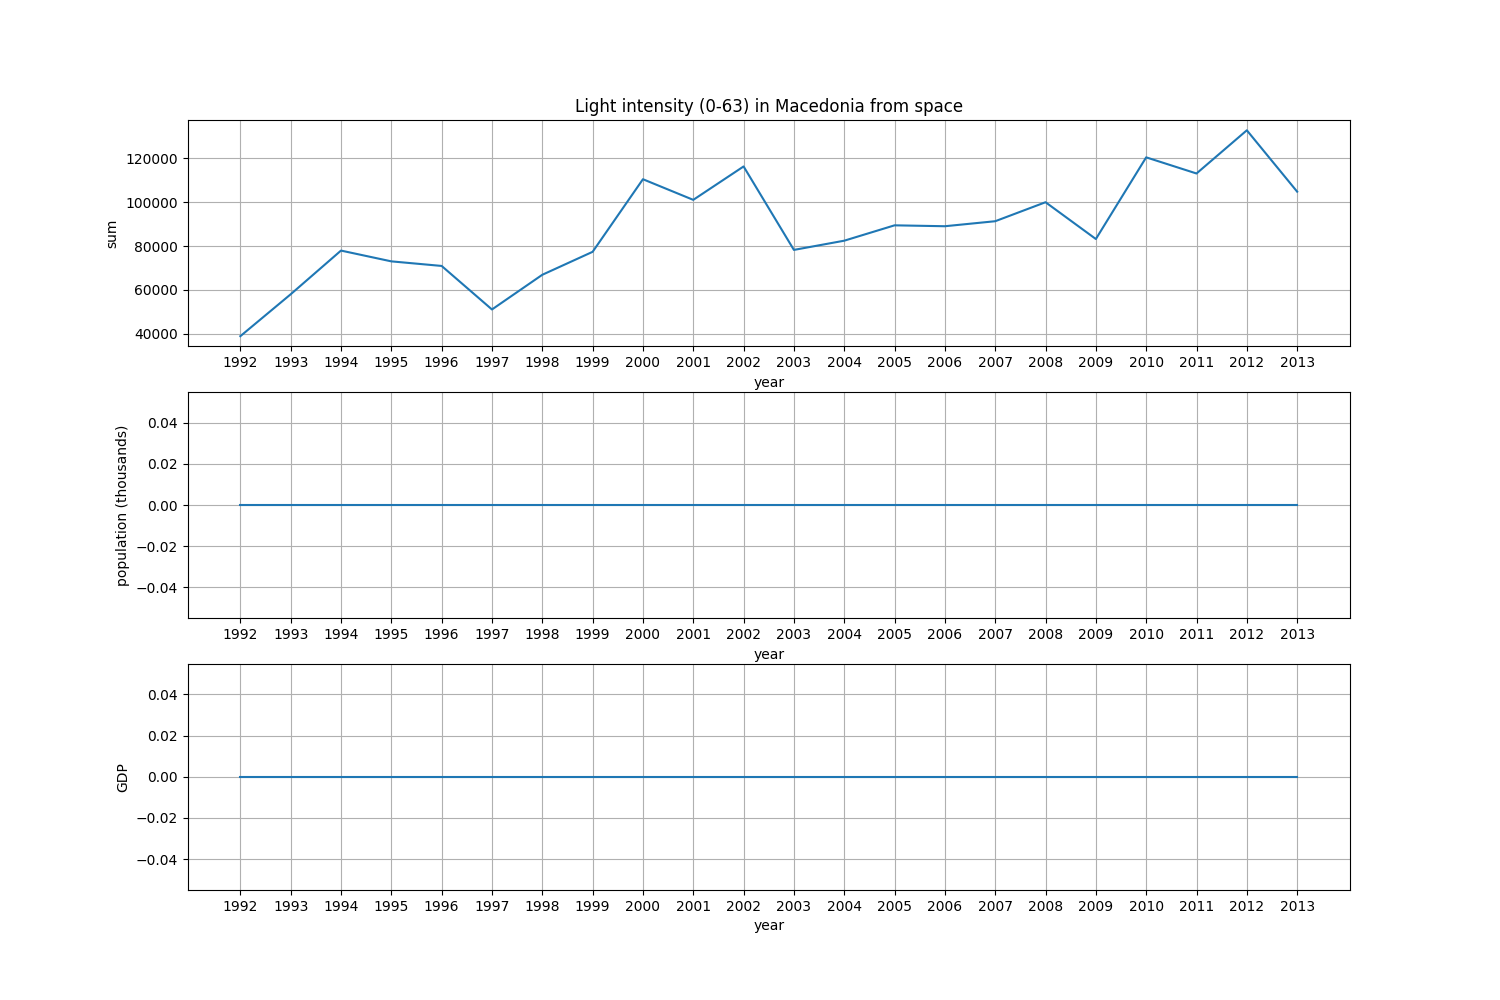 Light intensity (0-63) in Macedonia from space
120000
100000
80000
60000
40000
sum
1992 1993 1994 1995 1996 1997 1998 1999 2000 2001 2002 2003 2004 2005 2006 2007 2008 2009 2010 2011 2012 2013
year
0.04
0.02
0.00
−0.02
−0.04
population (thousands)
1992 1993 1994 1995 1996 1997 1998 1999 2000 2001 2002 2003 2004 2005 2006 2007 2008 2009 2010 2011 2012 2013
year
0.04
0.02
0.00
−0.02
−0.04
GDP
1992 1993 1994 1995 1996 1997 1998 1999 2000 2001 2002 2003 2004 2005 2006 2007 2008 2009 2010 2011 2012 2013
year